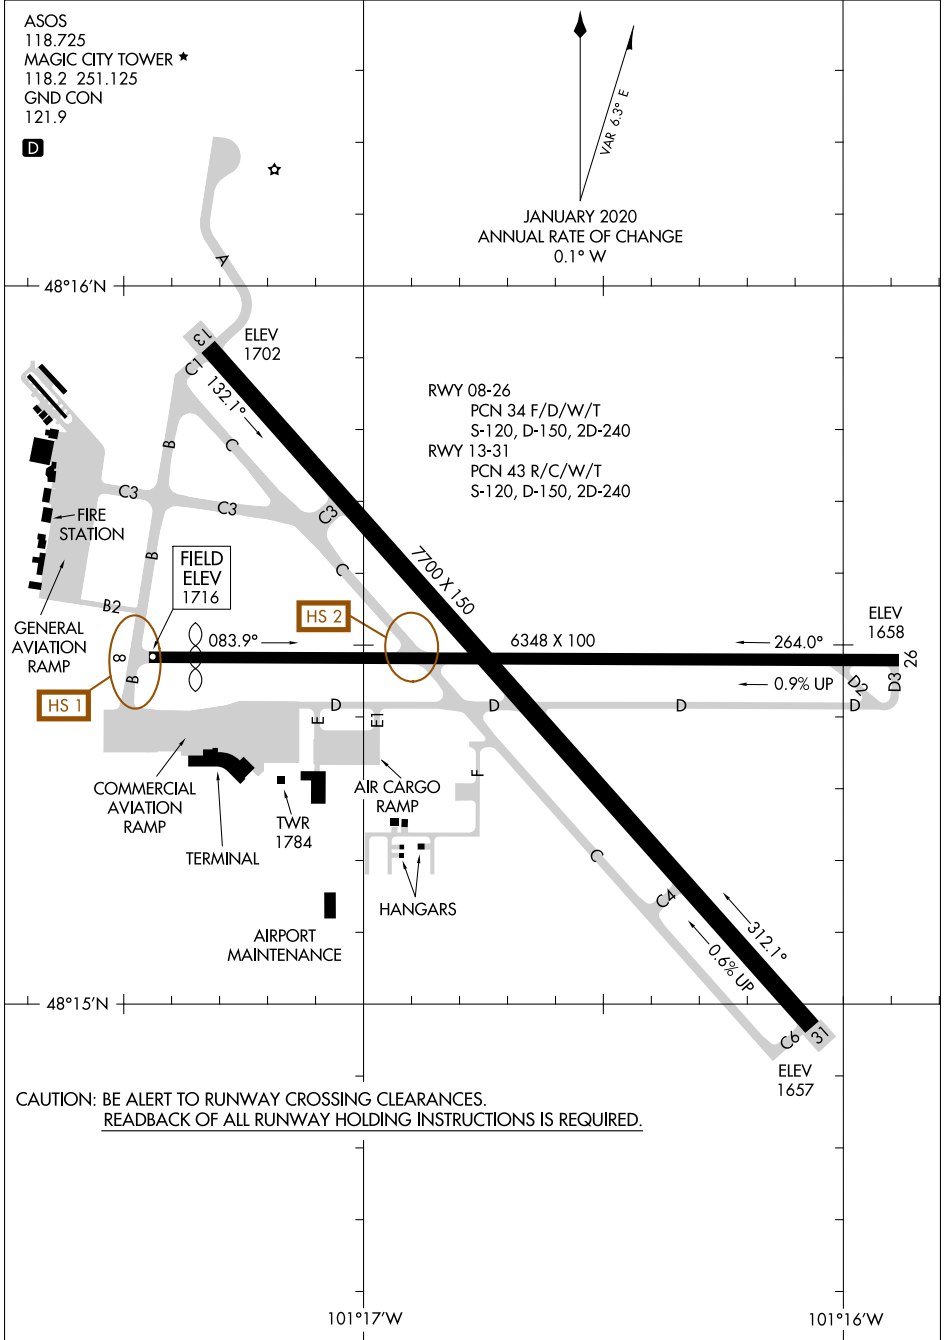 ASOS
118.725
MAGIC CITY TOWER ★
118.2 251.125
GND CON
121.9
D
VAR 6.3° E
JANUARY 2020
ANNUAL RATE OF CHANGE
0.1° W
A
48°16'N
13
ELEV
1702
C1
132.1°
RWY 08-26
PCN 34 F/D/W/T
S-120, D-150, 2D-240
RWY 13-31
PCN 43 R/C/W/T
S-120, D-150, 2D-240
B
C
C3
C3
C3
FIRE
STATION
B
FIELD
ELEV
1716
C
7700 X 150
B2
HS 2
GENERAL
AVIATION
RAMP
8
083.9°
6348 X 100
264.0°
ELEV
1658
26
B
HS 1
0.9% UP
D2
D3
D
D
D
D
E
E1
F
COMMERCIAL
AVIATION
RAMP
TERMINAL
TWR
1784
AIR CARGO
RAMP
HANGARS
AIRPORT
MAINTENANCE
C
C4
312.1°
0.6% UP
48°15'N
C6
31
ELEV
1657
CAUTION: BE ALERT TO RUNWAY CROSSING CLEARANCES.
READBACK OF ALL RUNWAY HOLDING INSTRUCTIONS IS REQUIRED.
101°17'W
101°16'W